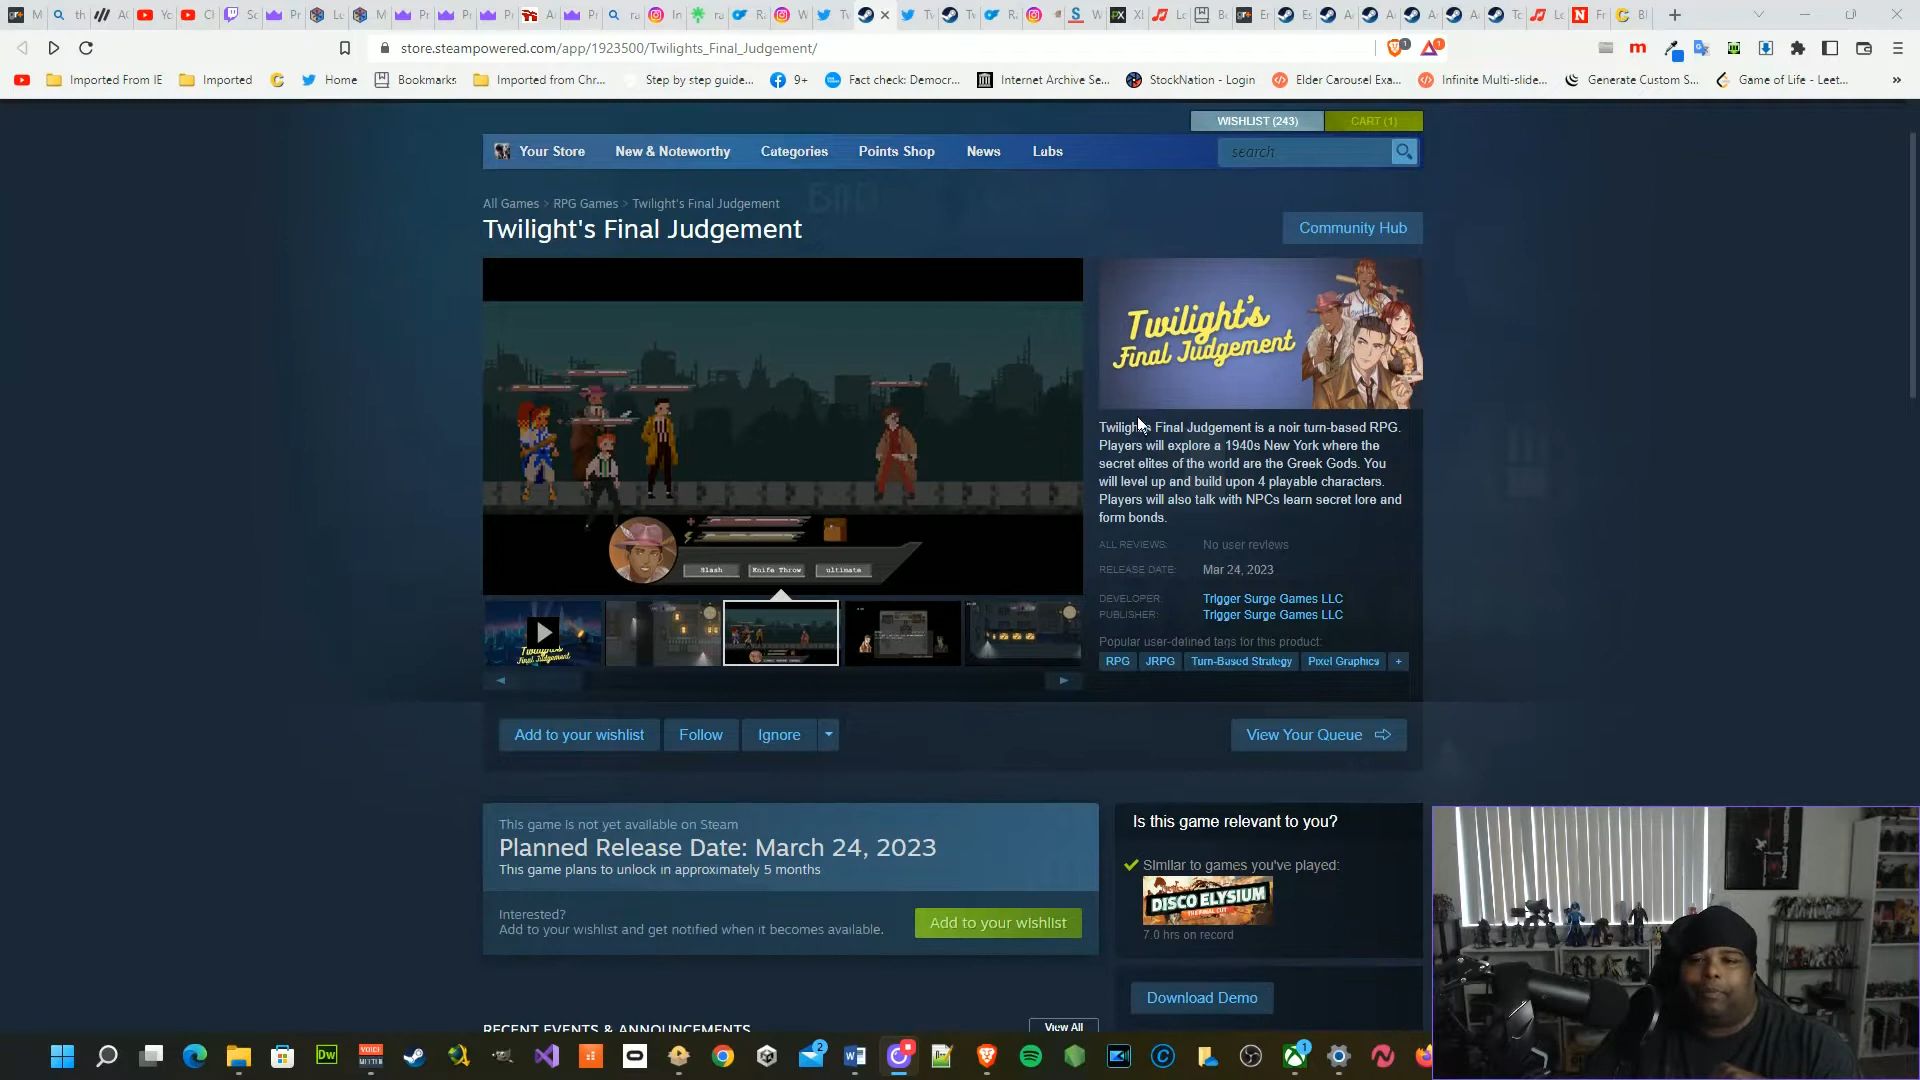 store.steampowered.com/app/1923500/Twilights_Final_Judgement/
Imported From IE
Imported
Home
Bookmarks
Imported from Chr...
Step by step guide...
9+
Fact check: Democr...
Internet Archive Se...
StockNation - Login
Elder Carousel Exa...
Infinite Multi-slide...
Generate Custom S...
Game of Life - Leet...
WISHLIST (243)
CART (1)
Your Store
New & Noteworthy
Categories
Points Shop
News
Labs
search
All Games > RPG Games > Twilight's Final Judgement
Twilight's Final Judgement
Community Hub
Twilight's
Final Judgement
Twilight's Final Judgement is a noir turn-based RPG.
Players will explore a 1940s New York where the
secret elites of the world are the Greek Gods. You
will level up and build upon 4 playable characters.
Players will also talk with NPCs learn secret lore and
form bonds.
ALL REVIEWS: No user reviews
RELEASE DATE: Mar 24, 2023
DEVELOPER: Trigger Surge Games LLC
PUBLISHER: Trigger Surge Games LLC
Popular user-defined tags for this product:
RPG
JRPG
Turn-Based Strategy
Pixel Graphics
+
Slash
Knife Throw
ultimate
Add to your wishlist
Follow
Ignore
View Your Queue
This game is not yet available on Steam
Planned Release Date: March 24, 2023
This game plans to unlock in approximately 5 months
Interested?
Add to your wishlist and get notified when it becomes available.
Add to your wishlist
Is this game relevant to you?
Similar to games you've played:
DISCO ELYSIUM
THE FINAL CUT
7.0 hrs on record
Download Demo
RECENT EVENTS & ANNOUNCEMENTS
View All